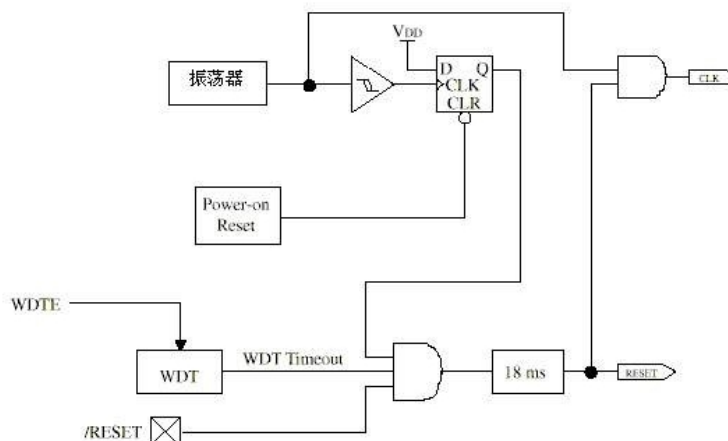 VDD
振荡器
D Q
CLK
CLR
CLK
Power-on
Reset
WDTE
WDT Timeout
WDT
18 ms
RESET
/RESET